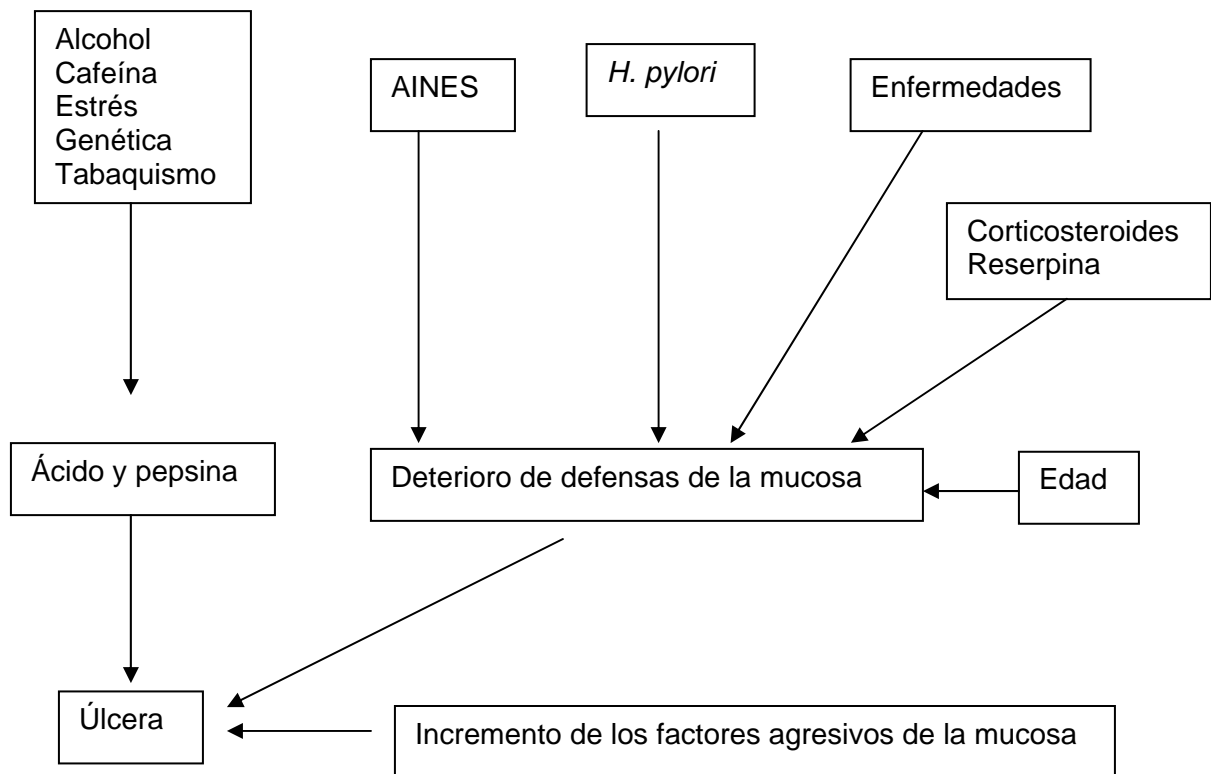 Alcohol
Cafeína
Estrés
Genética
Tabaquismo
AINES
H. pylori
Enfermedades
Corticosteroides
Reserpina
Ácido y pepsina
Deterioro de defensas de la mucosa
Edad
Úlcera
Incremento de los factores agresivos de la mucosa